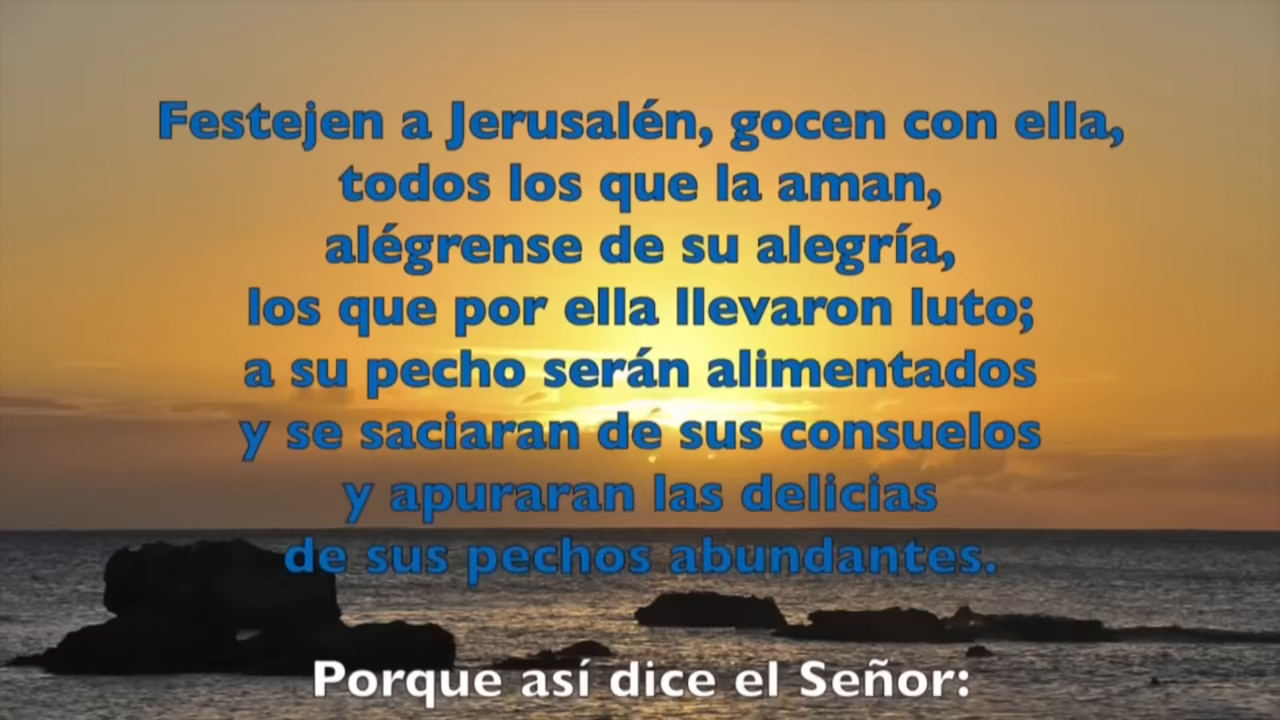 Festejen a Jerusalén, gocen con ella,
todos los que la aman,
alégrense de su alegría,
los que por ella llevaron luto;
a su pecho serán alimentados
y se saciaran de sus consuelos
y apuraran las delicias
de sus pechos abundantes.
Porque así dice el Señor: